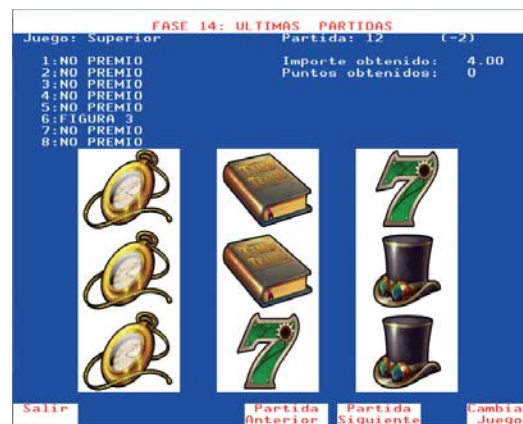 FASE 14: ULTIMAS PARTIDAS
Juego: Superior Partida: 12 (-2)
1:NO PREMIO Importe obtenido: 4.00
2:NO PREMIO Puntos obtenidos: 0
3:NO PREMIO
4:NO PREMIO
5:NO PREMIO
6:FIGURA 3
7:NO PREMIO
8:NO PREMIO
Salir Partida Partida Cambia
Anterior Siguiente Juego